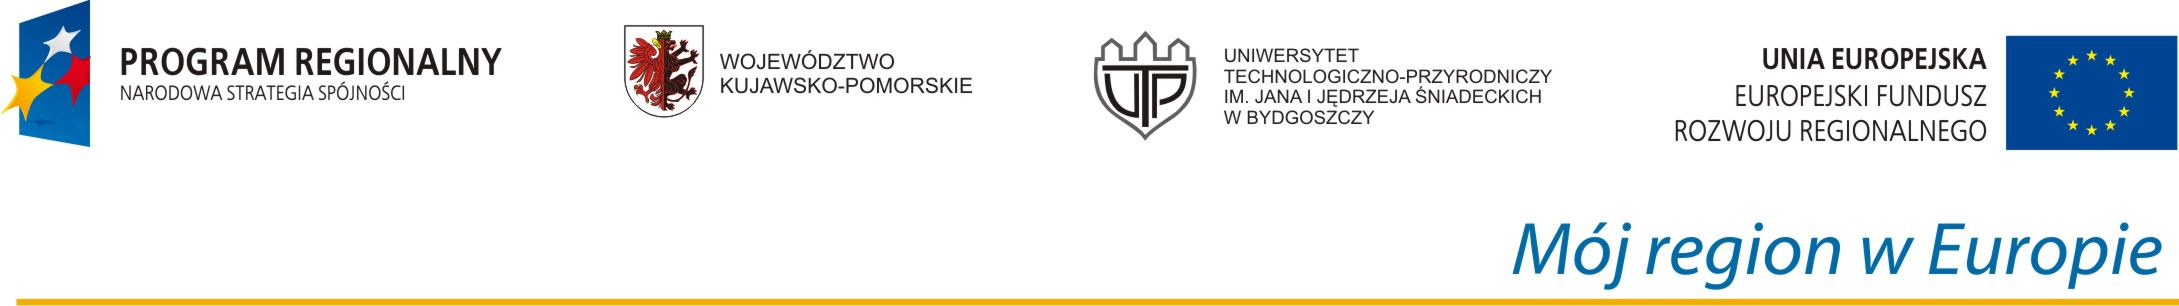 PROGRAM REGIONALNY
NARODOWA STRATEGIA SPÓJNOŚCI
WOJEWÓDZTWO
KUJAWSKO-POMORSKIE
UTP
UNIWERSYTET
TECHNOLOGICZNO-PRZYRODNICZY
IM. JANA I JĘDRZEJA ŚNIADECKICH
W BYDGOSZCZY
UNIA EUROPEJSKA
EUROPEJSKI FUNDUSZ
ROZWOJU REGIONALNEGO
Mój region w Europie